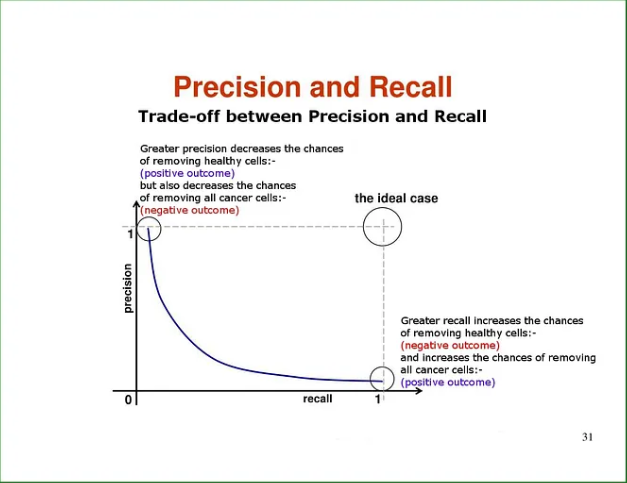 Precision and Recall
Trade-off between Precision and Recall
Greater precision decreases the chances
of removing healthy cells:-
(positive outcome)
but also decreases the chances
of removing all cancer cells:-
(negative outcome)
the ideal case
1
precision
Greater recall increases the chances
of removing healthy cells:-
(negative outcome)
and increases the chances of removing
all cancer cells:-
(positive outcome)
0
recall
1
31